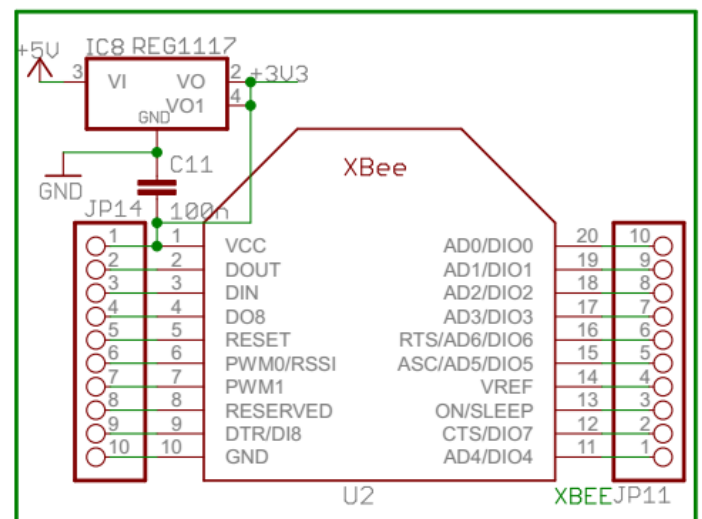 +5V IC8 REG1117
3 VI VO 2 +3V3
VO1 4
GND
C11
GND
100n
XBee
JP14
1 1 VCC AD0/DIO0 20 10
2 2 DOUT AD1/DIO1 19 9
3 3 DIN AD2/DIO2 18 8
4 4 DO8 AD3/DIO3 17 7
5 5 RESET RTS/AD6/DIO6 16 6
6 6 PWM0/RSSI ASC/AD5/DIO5 15 5
7 7 PWM1 VREF 14 4
8 8 RESERVED ON/SLEEP 13 3
9 9 DTR/DI8 CTS/DIO7 12 2
10 10 GND AD4/DIO4 11 1
U2 XBEE JP11